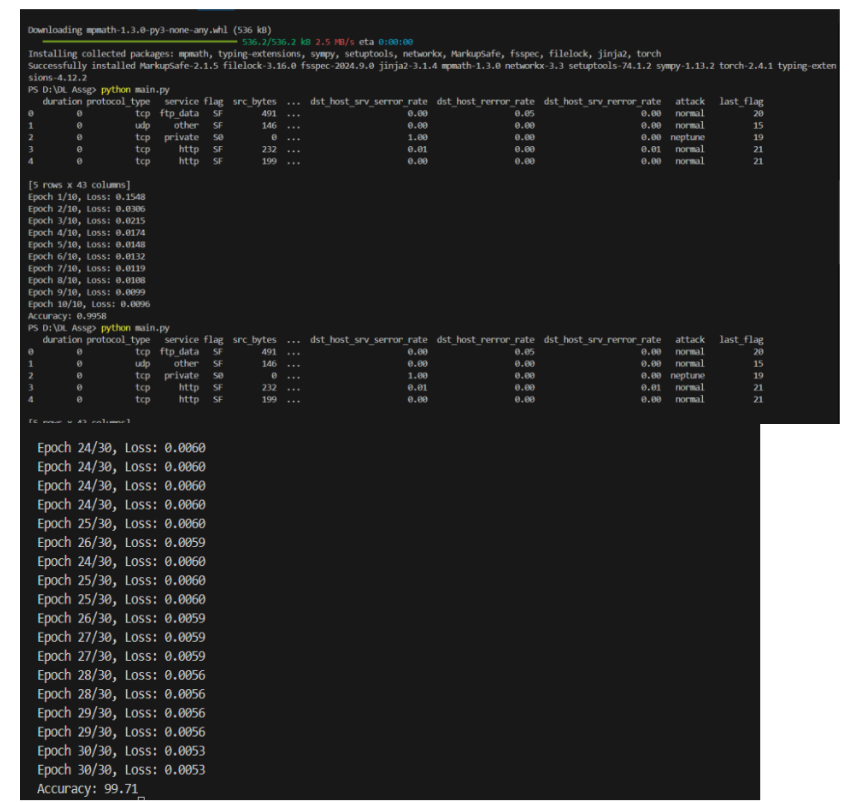 Downloading mpmath-1.3.0-py3-none-any.whl (536 kB)
536.2/536.2 kB 2.5 MB/s eta 0:00:00
Installing collected packages: mpmath, typing-extensions, sympy, setuptools, networkx, MarkupSafe, fsspec, filelock, jinja2, torch
Successfully installed MarkupSafe-2.1.5 filelock-3.16.0 fsspec-2024.9.0 jinja2-3.1.4 mpmath-1.3.0 networkx-3.3 setuptools-74.1.2 sympy-1.13.2 torch-2.4.1 typing-exten
sions-4.12.2
PS D:\DL Assg> python main.py
duration protocol_type service flag src_bytes ... dst_host_srv_serror_rate dst_host_rerror_rate dst_host_srv_rerror_rate attack last_flag
0 0 tcp ftp_data SF 491 ... 0.00 0.05 0.00 normal 20
1 0 udp other SF 146 ... 0.00 0.00 0.00 normal 15
2 0 tcp private S0 0 ... 1.00 0.00 0.00 neptune 19
3 0 tcp http SF 232 ... 0.01 0.00 0.01 normal 21
4 0 tcp http SF 199 ... 0.00 0.00 0.00 normal 21
[5 rows x 43 columns]
Epoch 1/10, Loss: 0.1548
Epoch 2/10, Loss: 0.0306
Epoch 3/10, Loss: 0.0215
Epoch 4/10, Loss: 0.0174
Epoch 5/10, Loss: 0.0148
Epoch 6/10, Loss: 0.0132
Epoch 7/10, Loss: 0.0119
Epoch 8/10, Loss: 0.0108
Epoch 9/10, Loss: 0.0099
Epoch 10/10, Loss: 0.0096
Accuracy: 0.9958
PS D:\DL Assg> python main.py
duration protocol_type service flag src_bytes ... dst_host_srv_serror_rate dst_host_rerror_rate dst_host_srv_rerror_rate attack last_flag
0 0 tcp ftp_data SF 491 ... 0.00 0.05 0.00 normal 20
1 0 udp other SF 146 ... 0.00 0.00 0.00 normal 15
2 0 tcp private S0 0 ... 1.00 0.00 0.00 neptune 19
3 0 tcp http SF 232 ... 0.01 0.00 0.01 normal 21
4 0 tcp http SF 199 ... 0.00 0.00 0.00 normal 21
[5 rows x 43 columns]
Epoch 24/30, Loss: 0.0060
Epoch 24/30, Loss: 0.0060
Epoch 24/30, Loss: 0.0060
Epoch 24/30, Loss: 0.0060
Epoch 25/30, Loss: 0.0060
Epoch 26/30, Loss: 0.0059
Epoch 24/30, Loss: 0.0060
Epoch 25/30, Loss: 0.0060
Epoch 25/30, Loss: 0.0060
Epoch 26/30, Loss: 0.0059
Epoch 27/30, Loss: 0.0059
Epoch 27/30, Loss: 0.0059
Epoch 28/30, Loss: 0.0056
Epoch 28/30, Loss: 0.0056
Epoch 29/30, Loss: 0.0056
Epoch 29/30, Loss: 0.0056
Epoch 30/30, Loss: 0.0053
Epoch 30/30, Loss: 0.0053
Accuracy: 99.71